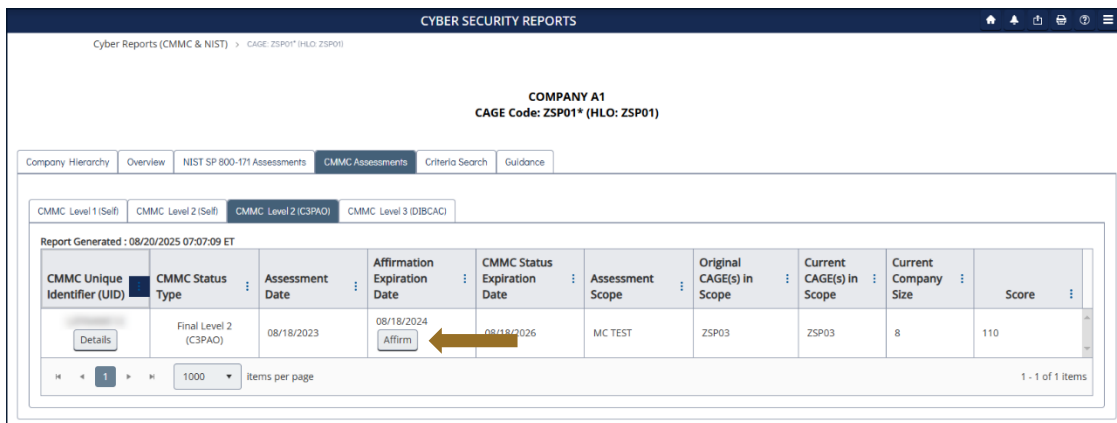 CYBER SECURITY REPORTS
Cyber Reports (CMMC & NIST) > CAGE: ZSP01* (HLO: ZSP01)
COMPANY A1
CAGE Code: ZSP01* (HLO: ZSP01)
Company Hierarchy Overview NIST SP 800-171 Assessments CMMC Assessments Criteria Search Guidance
CMMC Level 1 (Self) CMMC Level 2 (Self) CMMC Level 2 (C3PAO) CMMC Level 3 (DIBCAC)
Report Generated : 08/20/2025 07:07:09 ET
CMMC Unique Identifier (UID) CMMC Status Type Assessment Date Affirmation Expiration Date CMMC Status Expiration Date Assessment Scope Original CAGE(s) in Scope Current CAGE(s) in Scope Current Company Size Score
Details Final Level 2 (C3PAO) 08/18/2023 08/18/2024 Affirm 08/18/2026 MC TEST ZSP03 ZSP03 8 110
1 1000 items per page 1 - 1 of 1 items